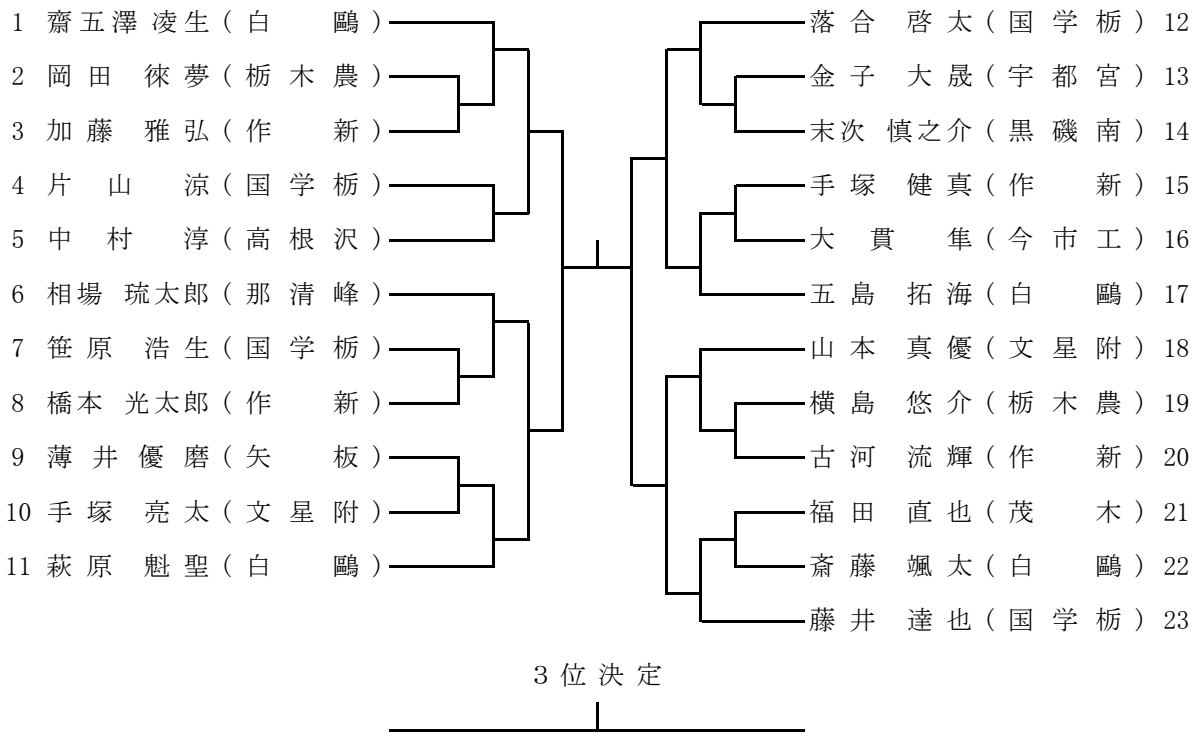 1 齋五澤 凌生 ( 白 鷗 )
2 岡田 徠夢 ( 栃木農 )
3 加藤 雅弘 ( 作 新 )
4 片山 涼 ( 国学栃 )
5 中村 淳 ( 高根沢 )
6 相場 琉太郎 ( 那清峰 )
7 笹原 浩生 ( 国学栃 )
8 橋本 光太郎 ( 作 新 )
9 薄井 優磨 ( 矢 板 )
10 手塚 亮太 ( 文星附 )
11 萩原 魁聖 ( 白 鷗 )
落合 啓太 ( 国学栃 ) 12
金子 大晟 ( 宇都宮 ) 13
末次 慎之介 ( 黒磯南 ) 14
手塚 健真 ( 作 新 ) 15
大貫 隼 ( 今市工 ) 16
五島 拓海 ( 白 鷗 ) 17
山本 真優 ( 文星附 ) 18
横島 悠介 ( 栃木農 ) 19
古河 流輝 ( 作 新 ) 20
福田 直也 ( 茂 木 ) 21
斎藤 颯太 ( 白 鷗 ) 22
藤井 達也 ( 国学栃 ) 23
3位決定